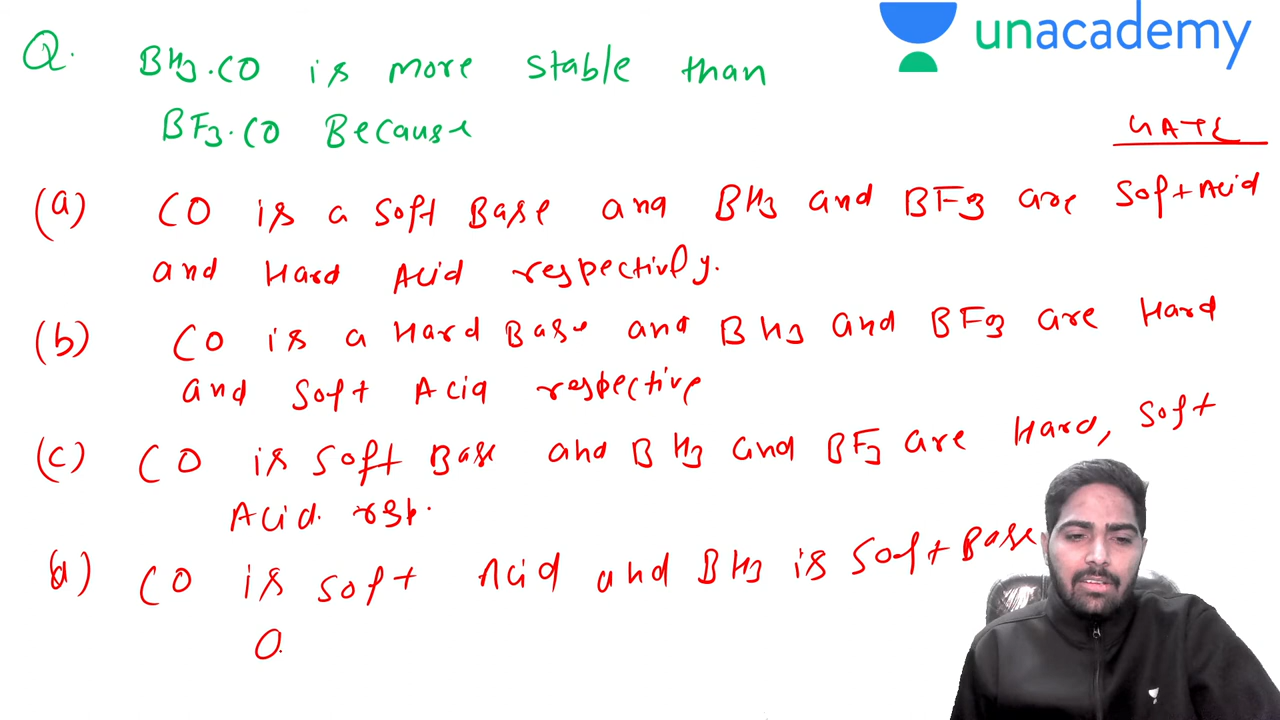 unacademy
Q. BH3.CO is more stable than
BF3.CO Because
GATE
(a) CO is a soft Base and BH3 and BF3 are Soft Acid
and Hard Acid respectivly.
(b) CO is a Hard Base and BH3 and BF3 are Hard
and Soft Acid respective
(c) CO is Soft Base and BH3 and BF3 are Hard, Soft
Acid. resp.
(d) CO is soft Acid and BH3 is Soft Base